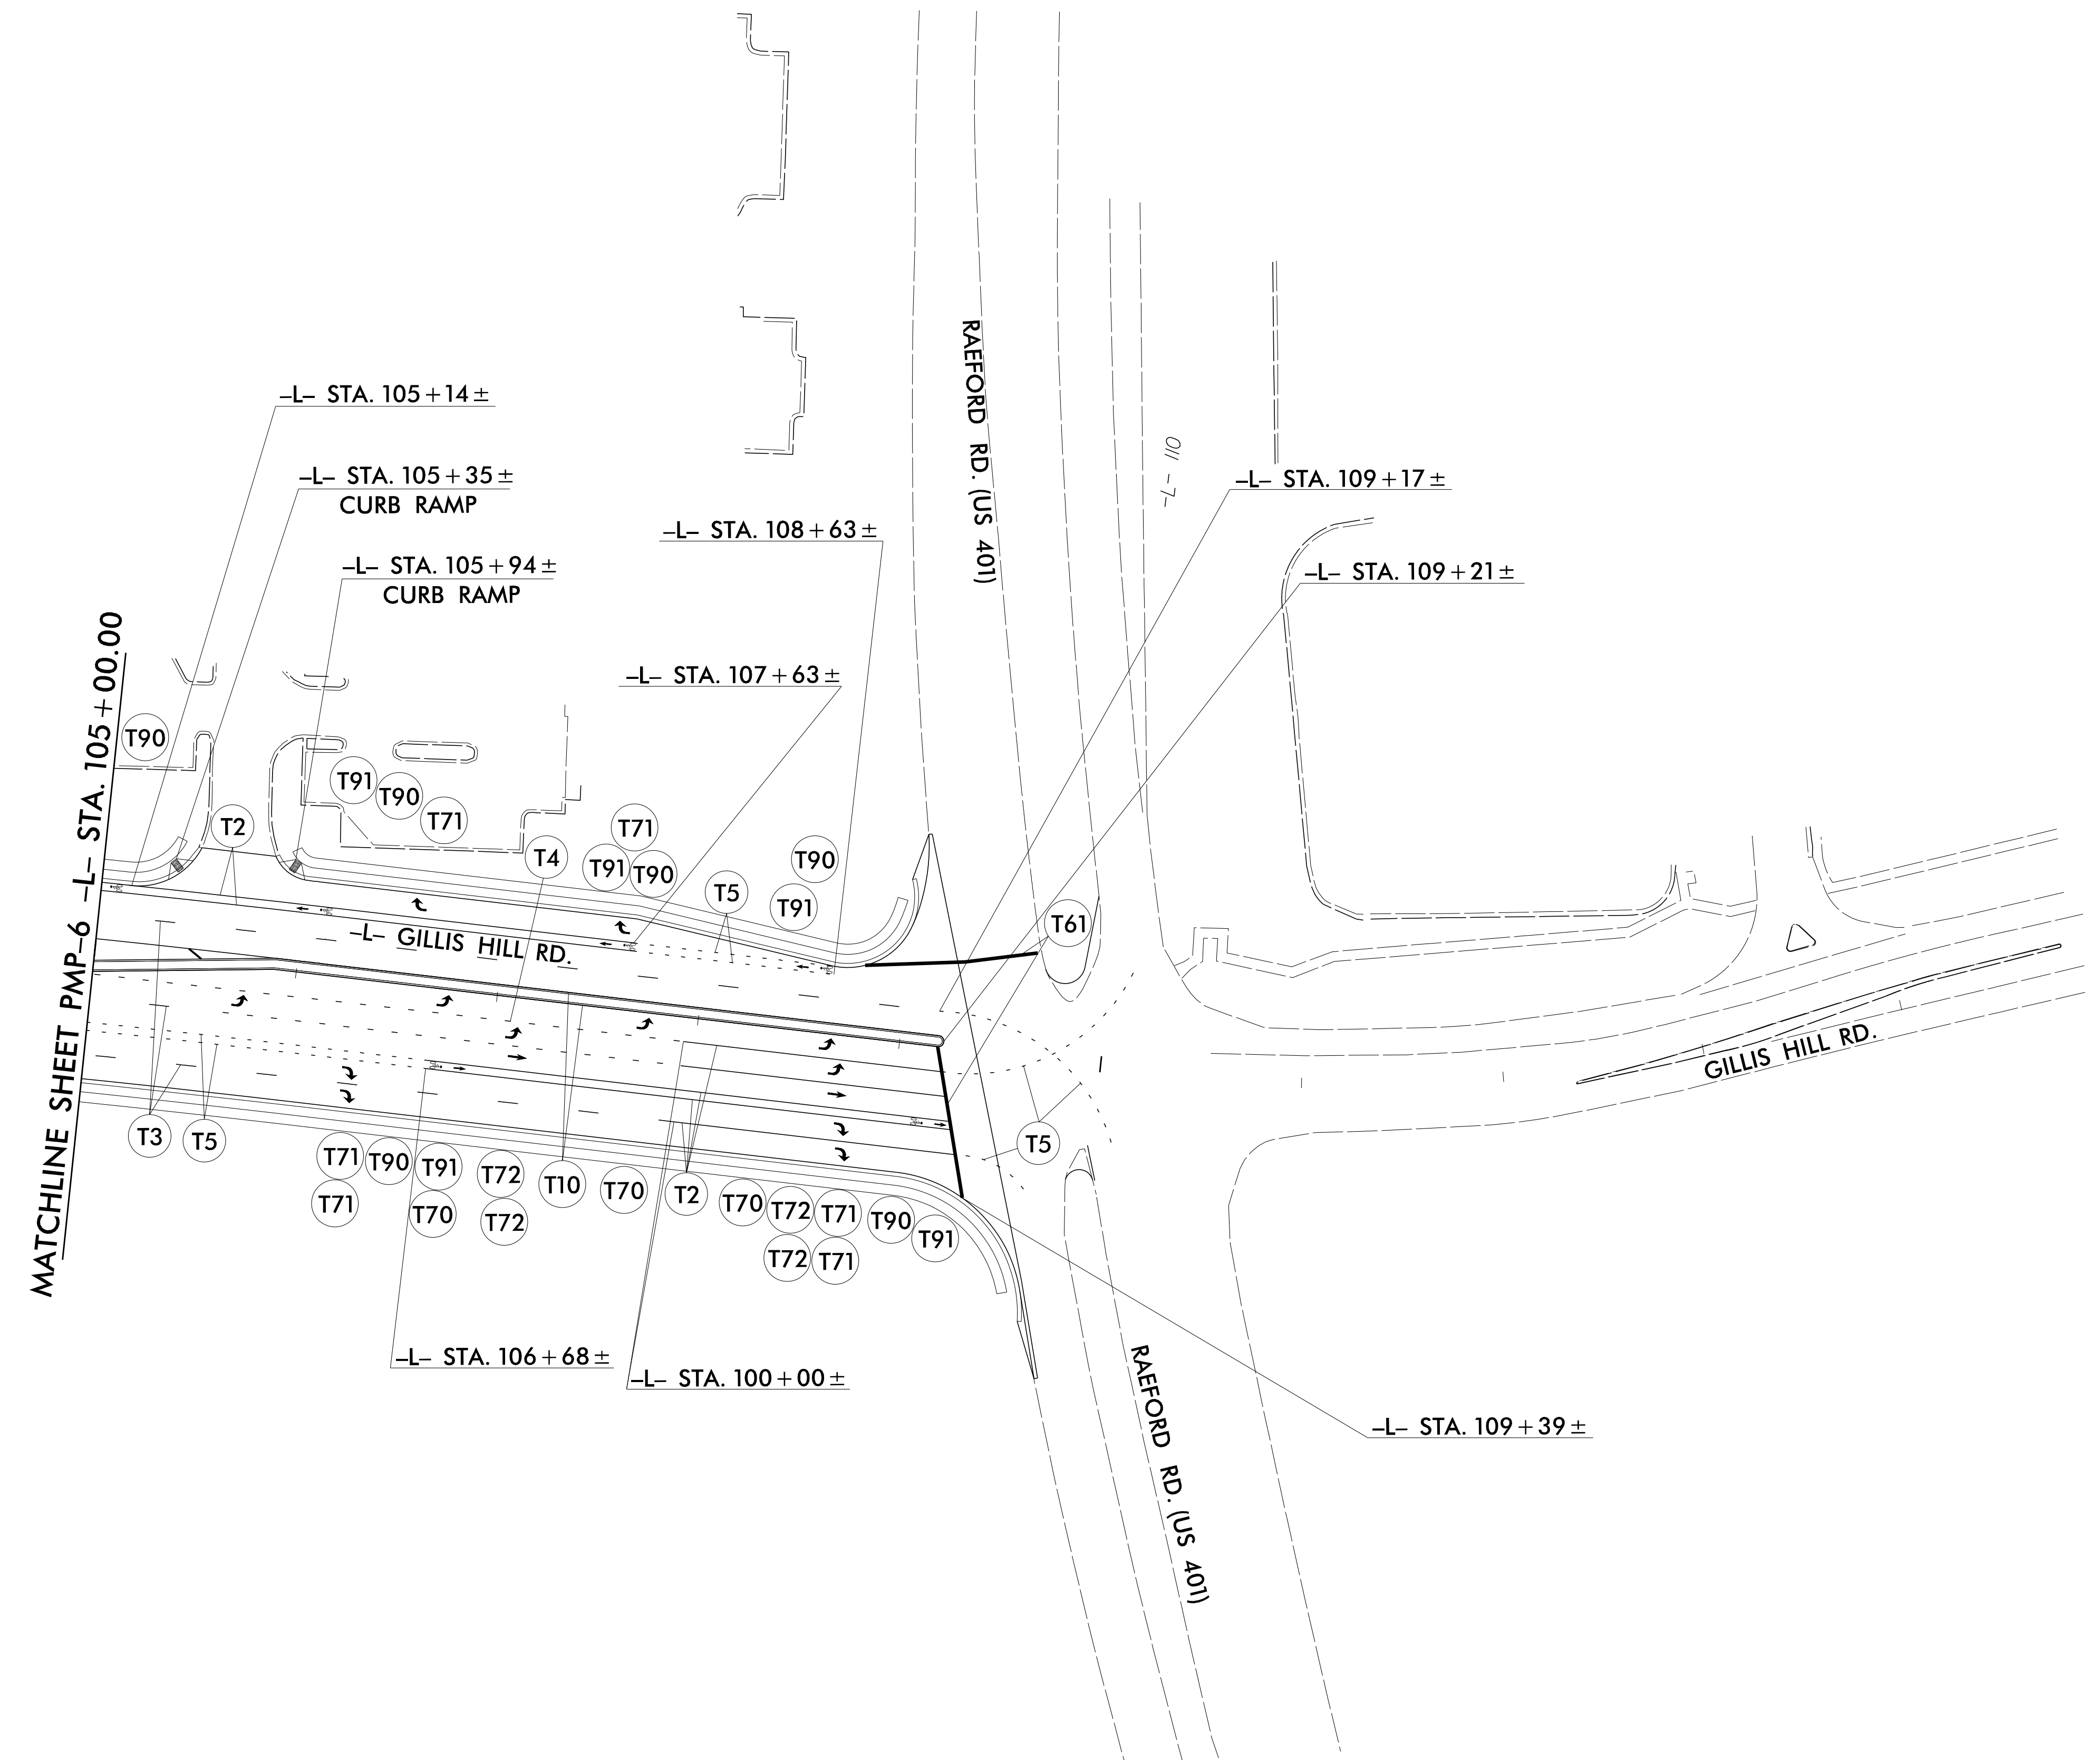 –L– STA. 105+14±
–L– STA. 105+35±
CURB RAMP
–L– STA. 105+94±
CURB RAMP
–L– STA. 108+63±
–L– STA. 107+63±
RAEFORD RD. (US 401)
-L- 110
–L– STA. 109+17±
–L– STA. 109+21±
MATCHLINE SHEET PMP–6 –L– STA. 105+00.00
T90
T91
T90
T71
T2
T4
T71
T91
T90
T5
T90
T91
T61
–L– GILLIS HILL RD.
GILLIS HILL RD.
T3
T5
T5
T71
T90
T91
T72
T10
T70
T2
T70
T72
T71
T90
T91
T71
T70
T72
T72
T71
–L– STA. 106+68±
–L– STA. 100+00±
RAEFORD RD. (US 401)
–L– STA. 109+39±